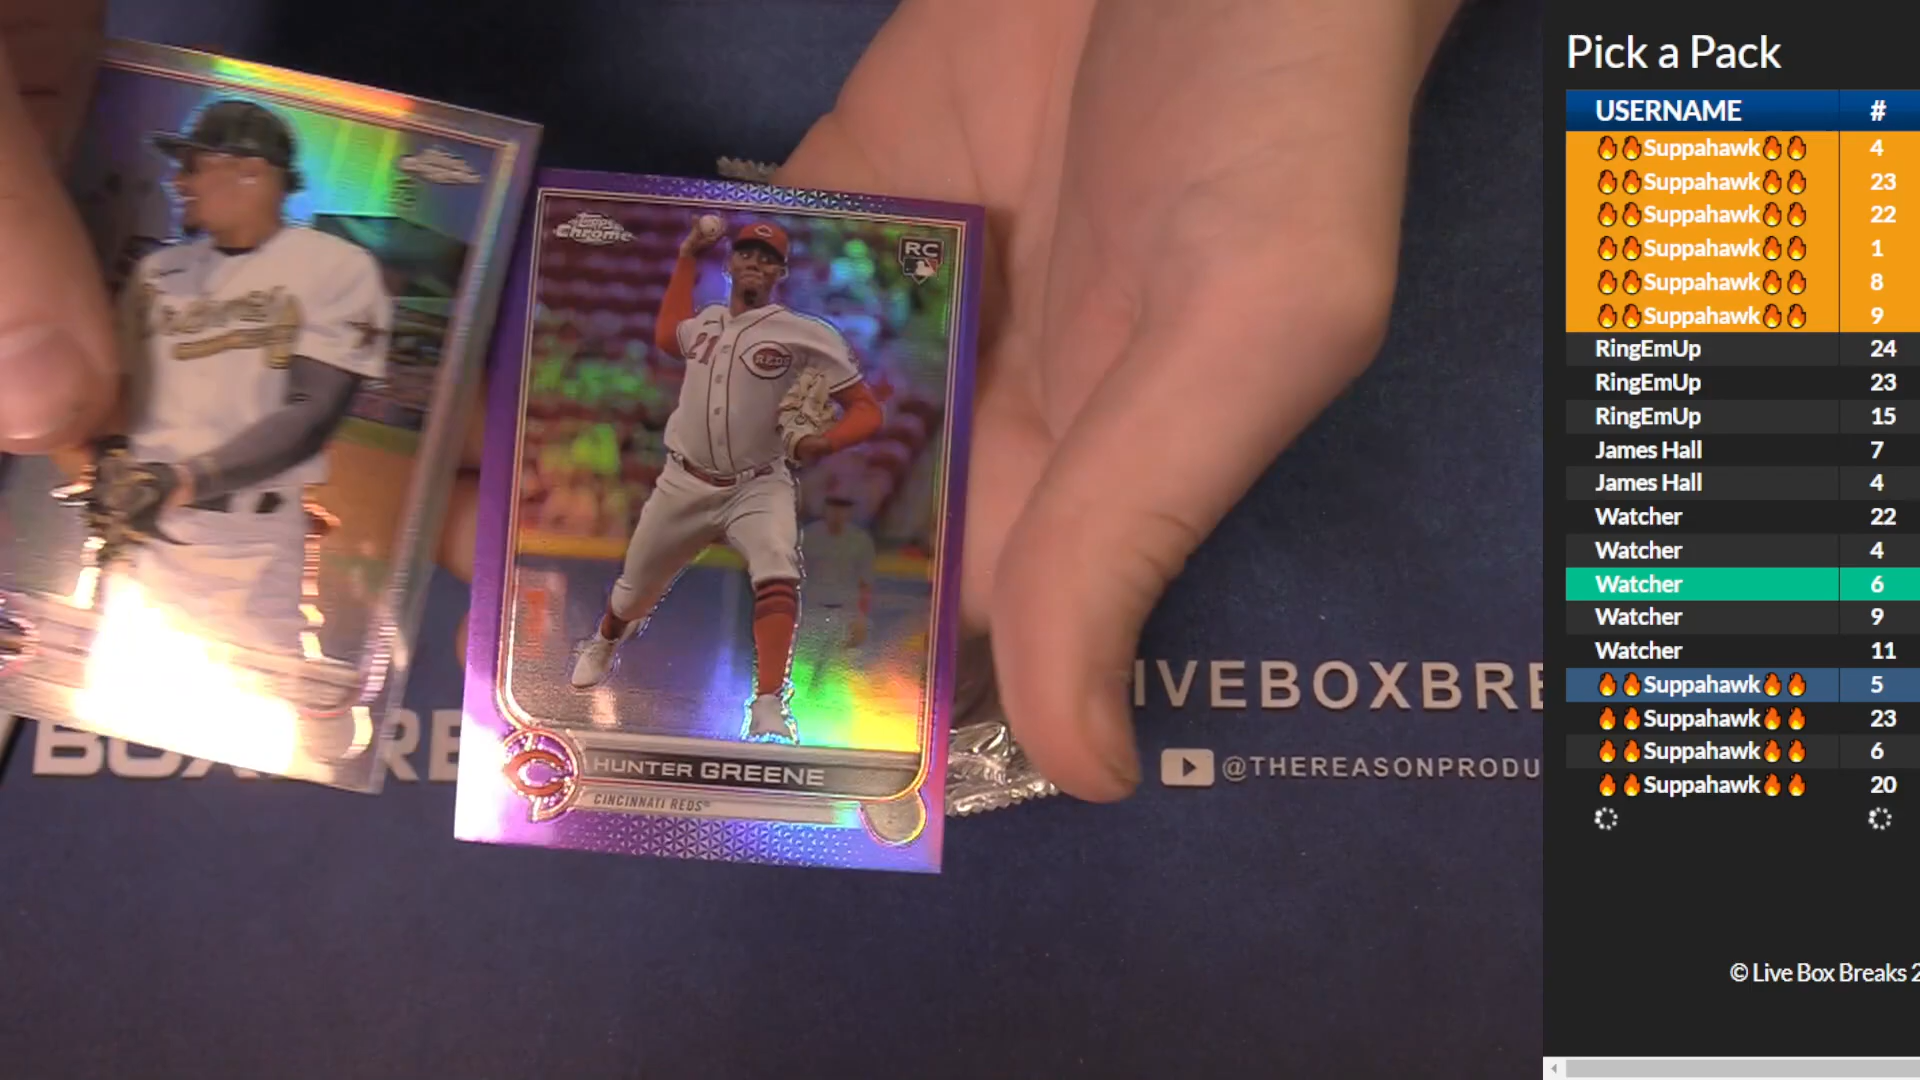 Topps
Chrome
RC
21
REDS
HUNTER GREENE
CINCINNATI REDS
IVEBOXBRE
@THEREASONPRODU
Pick a Pack
USERNAME #
🔥🔥Suppahawk🔥🔥 4
🔥🔥Suppahawk🔥🔥 23
🔥🔥Suppahawk🔥🔥 22
🔥🔥Suppahawk🔥🔥 1
🔥🔥Suppahawk🔥🔥 8
🔥🔥Suppahawk🔥🔥 9
RingEmUp 24
RingEmUp 23
RingEmUp 15
James Hall 7
James Hall 4
Watcher 22
Watcher 4
Watcher 6
Watcher 9
Watcher 11
🔥🔥Suppahawk🔥🔥 5
🔥🔥Suppahawk🔥🔥 23
🔥🔥Suppahawk🔥🔥 6
🔥🔥Suppahawk🔥🔥 20
© Live Box Breaks 2